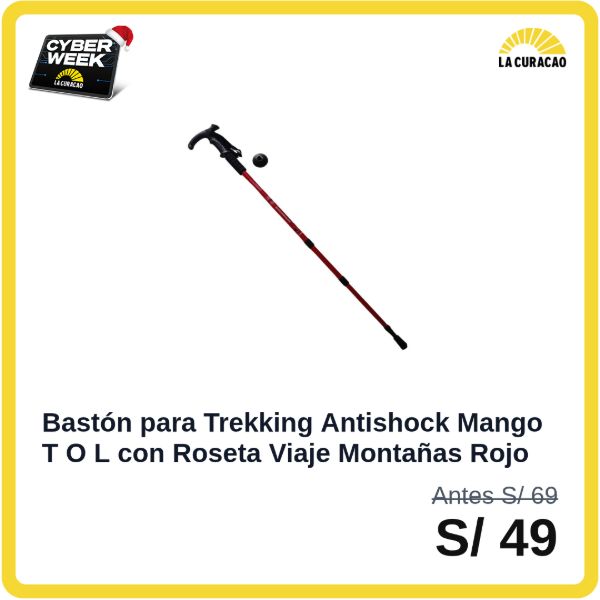 CYBER
WEEK
LA CURACAO
LA CURACAO
Bastón para Trekking Antishock Mango
T O L con Roseta Viaje Montañas Rojo
Antes S/ 69
S/ 49